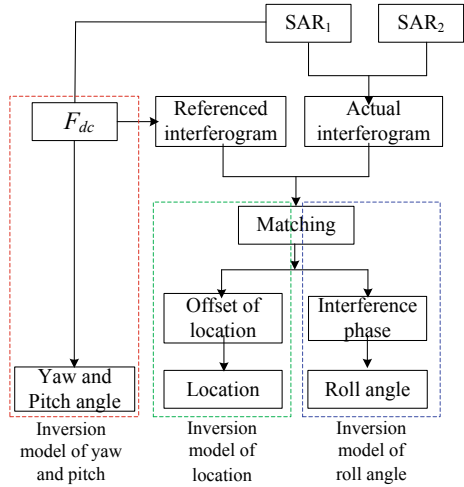 SAR₁
SAR₂
F_dc
Referenced
interferogram
Actual
interferogram
Matching
Offset of
location
Interference
phase
Yaw and
Pitch angle
Location
Roll angle
Inversion
model of yaw
and pitch
Inversion
model of
location
Inversion
model of
roll angle